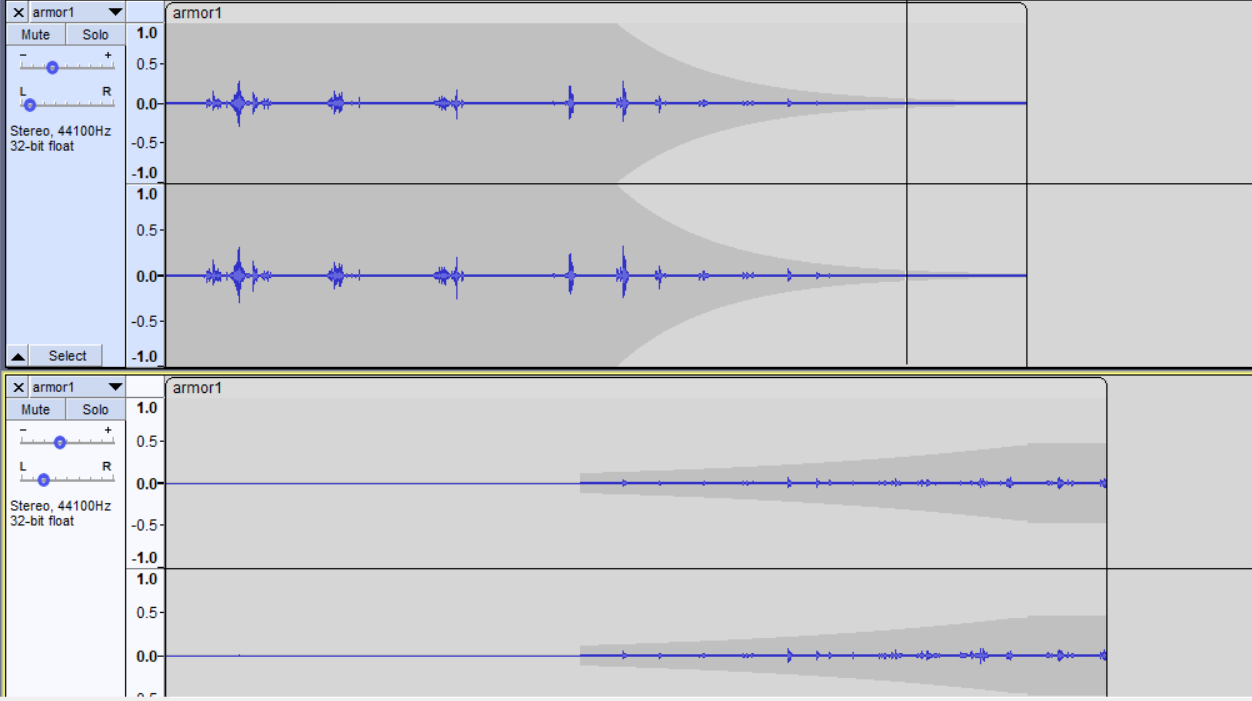 armor1
Mute Solo
- +
L R
Stereo, 44100Hz
32-bit float
Select
1.0
0.5-
0.0-
-0.5-
-1.0
1.0
0.5-
0.0-
-0.5-
-1.0
armor1
armor1
Mute Solo
- +
L R
Stereo, 44100Hz
32-bit float
1.0
0.5-
0.0-
-0.5-
-1.0
1.0
0.5-
0.0-
armor1